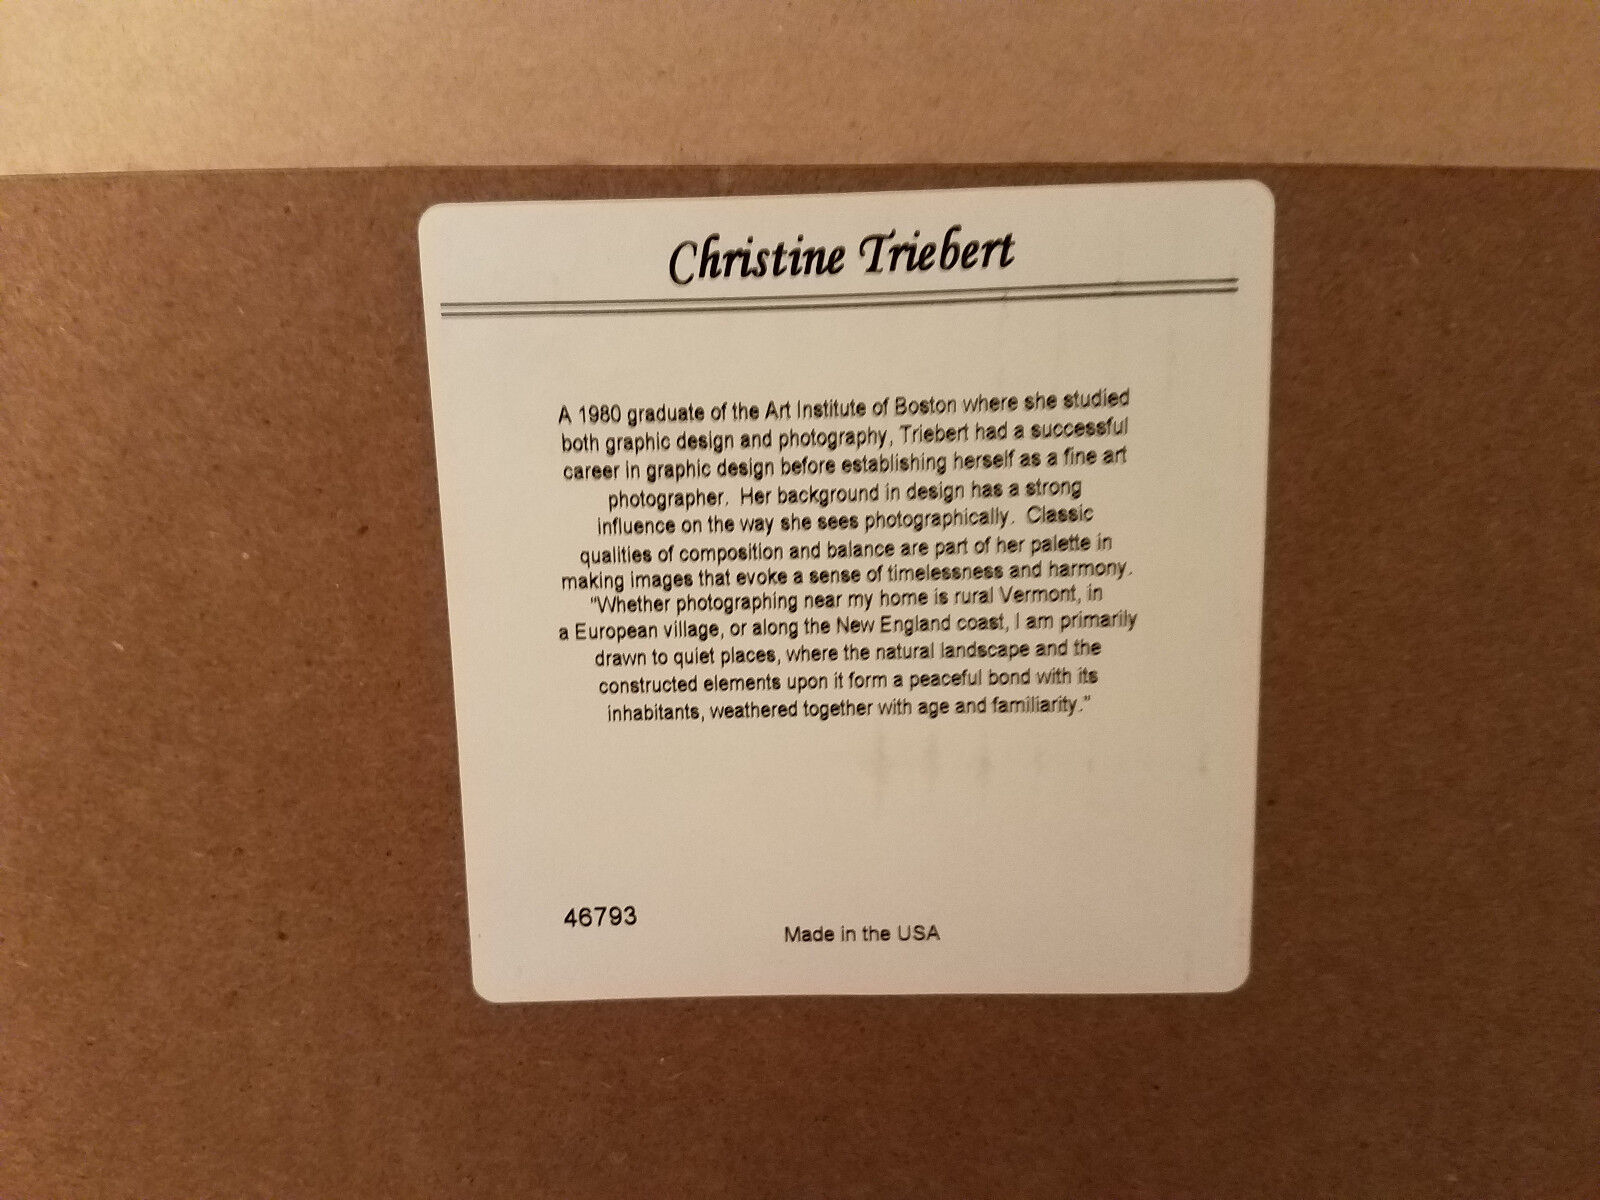 Christine Triebert
A 1980 graduate of the Art Institute of Boston where she studied
both graphic design and photography, Triebert had a successful
career in graphic design before establishing herself as a fine art
photographer. Her background in design has a strong
influence on the way she sees photographically. Classic
qualities of composition and balance are part of her palette in
making images that evoke a sense of timelessness and harmony.
"Whether photographing near my home is rural Vermont, in
a European village, or along the New England coast, I am primarily
drawn to quiet places, where the natural landscape and the
constructed elements upon it form a peaceful bond with its
inhabitants, weathered together with age and familiarity."
46793
Made in the USA